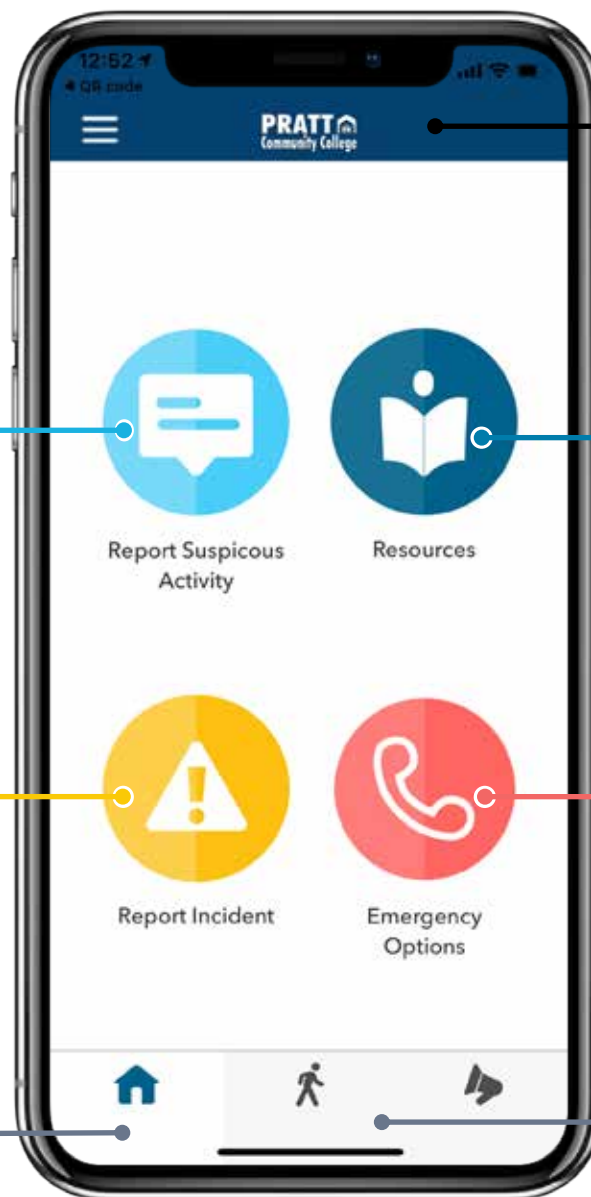 12:52
QR code
PRATT
Community College
Report Suspicous
Activity
Resources
Report Incident
Emergency
Options